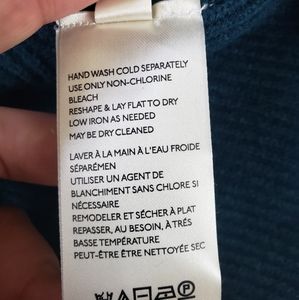 HAND WASH COLD SEPARATELY
USE ONLY NON-CHLORINE
BLEACH
RESHAPE & LAY FLAT TO DRY
LOW IRON AS NEEDED
MAY BE DRY CLEANED
LAVER À LA MAIN À L'EAU FROIDE
SÉPARÉMEN
UTILISER UN AGENT DE
BLANCHIMENT SANS CHLORE SI
NÉCESSAIRE
REMODELER ET SÉCHER À PLAT
REPASSER, AU BESOIN, À TRÉS
BASSE TEMPÉRATURE
PEUT-ÊTRE ÊTRE NETTOYÉE SEC